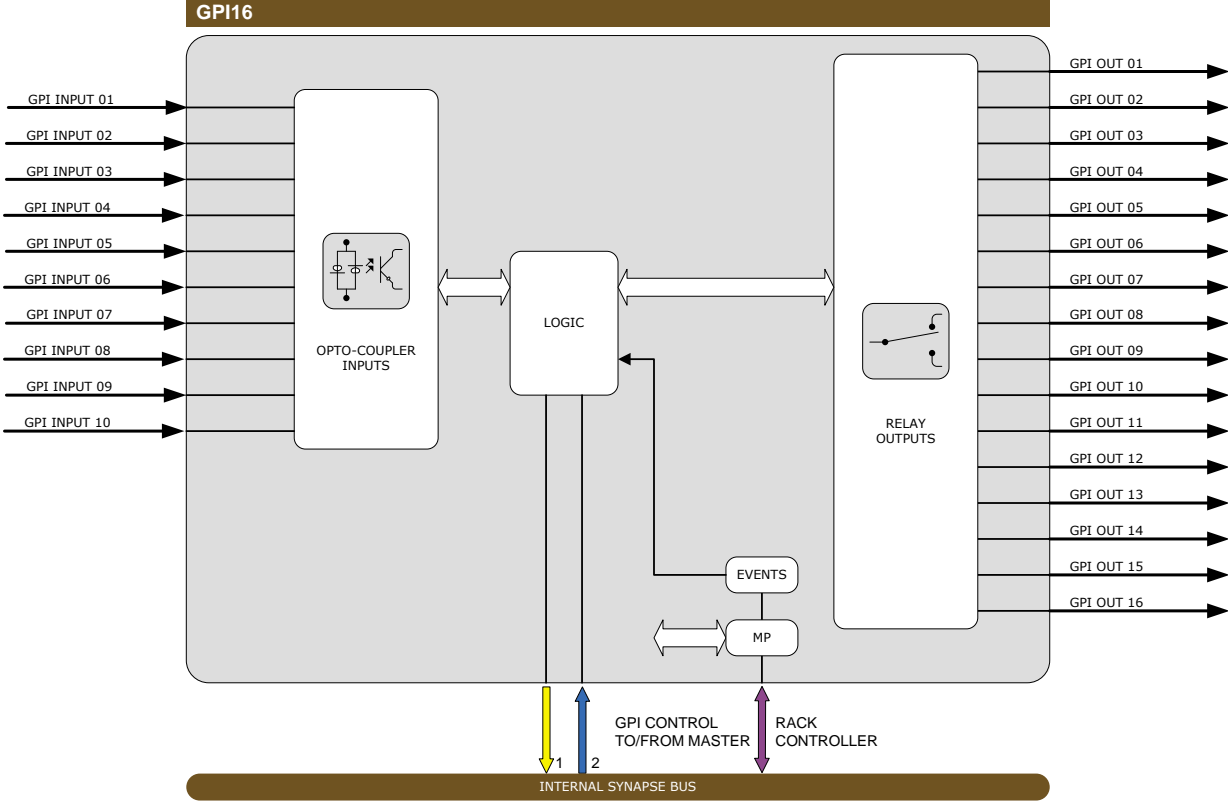 GPI16
GPI INPUT 01
GPI INPUT 02
GPI INPUT 03
GPI INPUT 04
GPI INPUT 05
GPI INPUT 06
GPI INPUT 07
GPI INPUT 08
GPI INPUT 09
GPI INPUT 10
OPTO-COUPLER
INPUTS
LOGIC
EVENTS
MP
RELAY
OUTPUTS
GPI OUT 01
GPI OUT 02
GPI OUT 03
GPI OUT 04
GPI OUT 05
GPI OUT 06
GPI OUT 07
GPI OUT 08
GPI OUT 09
GPI OUT 10
GPI OUT 11
GPI OUT 12
GPI OUT 13
GPI OUT 14
GPI OUT 15
GPI OUT 16
1
2
GPI CONTROL
TO/FROM MASTER
RACK
CONTROLLER
INTERNAL SYNAPSE BUS